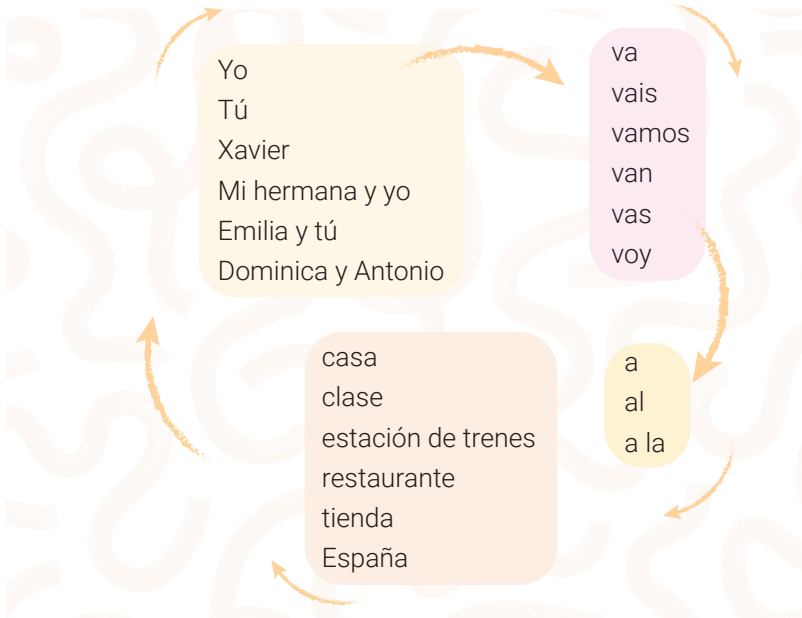 Yo
Tú
Xavier
Mi hermana y yo
Emilia y tú
Dominica y Antonio
va
vais
vamos
van
vas
voy
a
al
a la
casa
clase
estación de trenes
restaurante
tienda
España